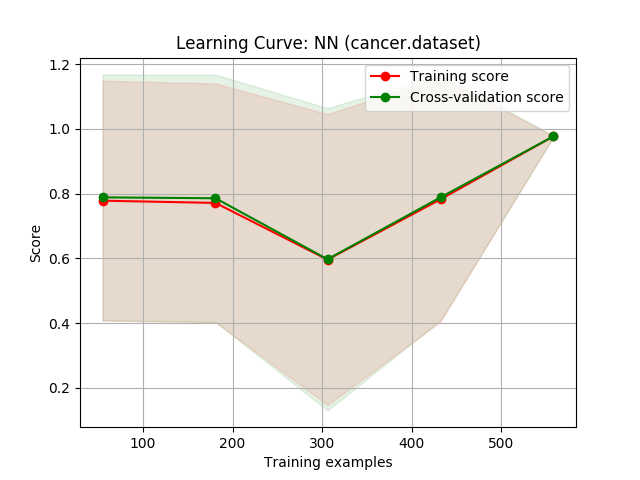 Learning Curve: NN (cancer.dataset)
1.2
1.0
0.8
0.6
0.4
0.2
Score
Training score
Cross-validation score
100
200
300
400
500
Training examples